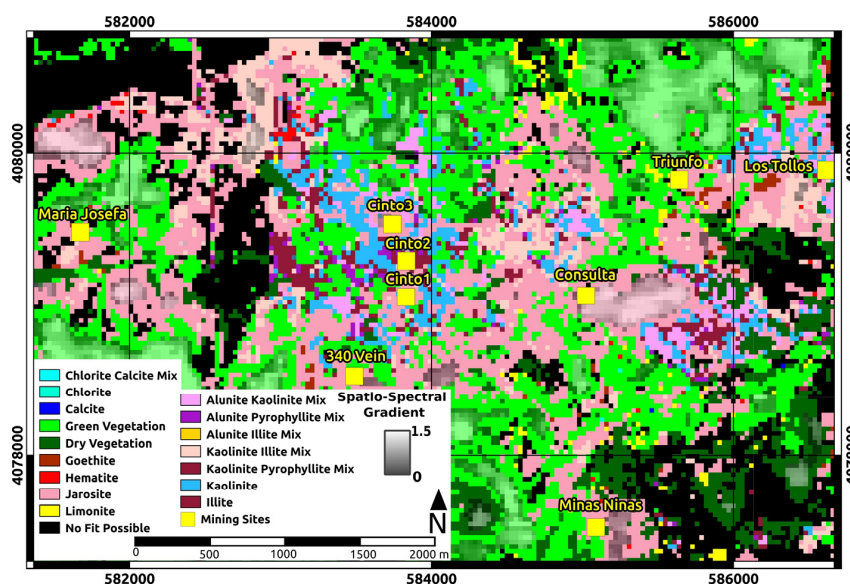 582000 584000 586000
4080000 4080000
Triunfo
Los Tollos
Maria Josefa
Cinto3
Cinto2
Cinto1
Consulta
340 Vein
4078000 4078000
Chlorite Calcite Mix
Chlorite
Calcite
Green Vegetation
Dry Vegetation
Goethite
Hematite
Jarosite
Limonite
No Fit Possible
Alunite Kaolinite Mix
Alunite Pyrophyllite Mix
Alunite Illite Mix
Kaolinite Illite Mix
Kaolinite Pyrophyllite Mix
Kaolinite
Illite
Mining Sites
Spatio-Spectral
Gradient
1.5
0
N
Minas Ninas
0 500 1000 1500 2000 m
582000 584000 586000